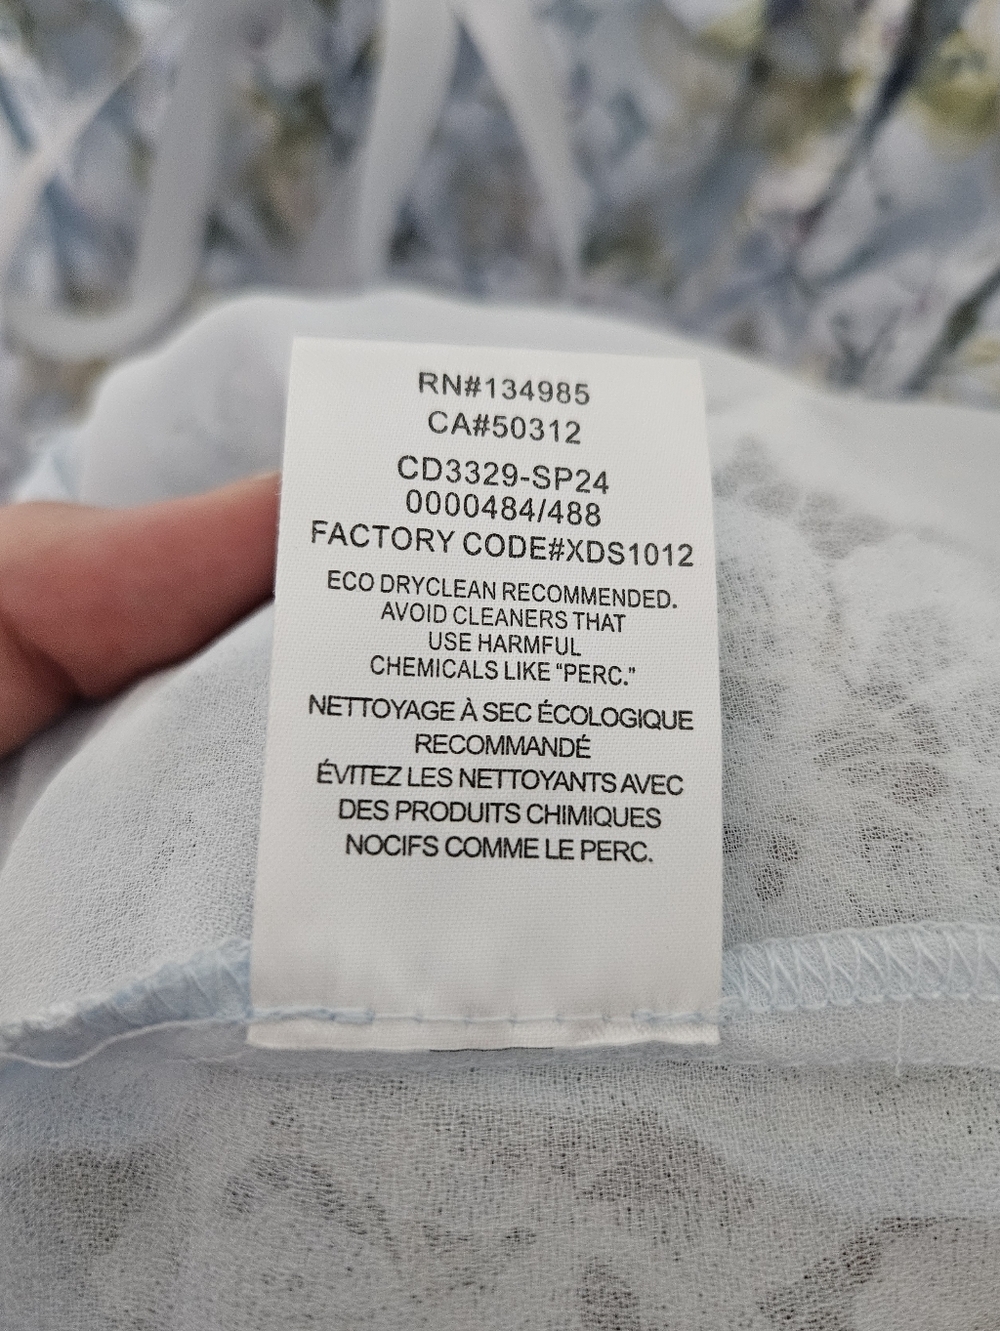 RN#134985
CA#50312
CD3329-SP24
0000484/488
FACTORY CODE#XDS1012
ECO DRYCLEAN RECOMMENDED.
AVOID CLEANERS THAT
USE HARMFUL
CHEMICALS LIKE “PERC.”
NETTOYAGE À SEC ÉCOLOGIQUE
RECOMMANDÉ
ÉVITEZ LES NETTOYANTS AVEC
DES PRODUITS CHIMIQUES
NOCIFS COMME LE PERC.